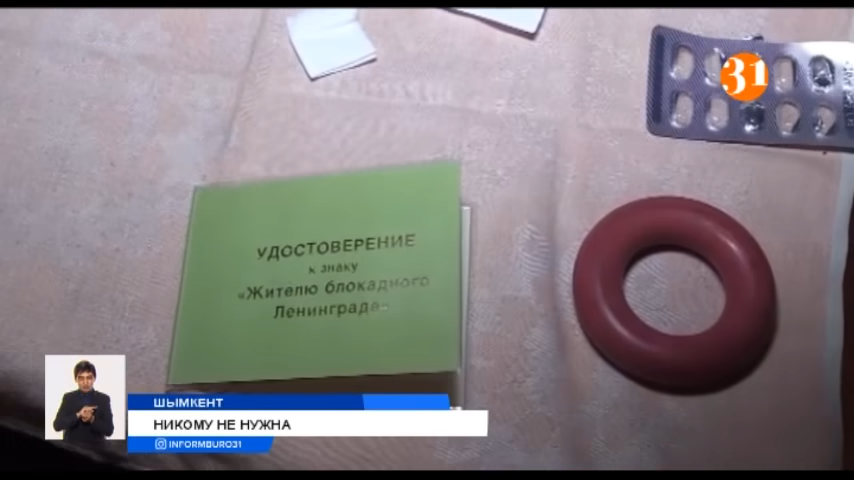 31
УДОСТОВЕРЕНИЕ
к знаку
«Жителю блокадного
Ленинграда»
ШЫМКЕНТ
НИКОМУ НЕ НУЖНА
INFORMBURO31